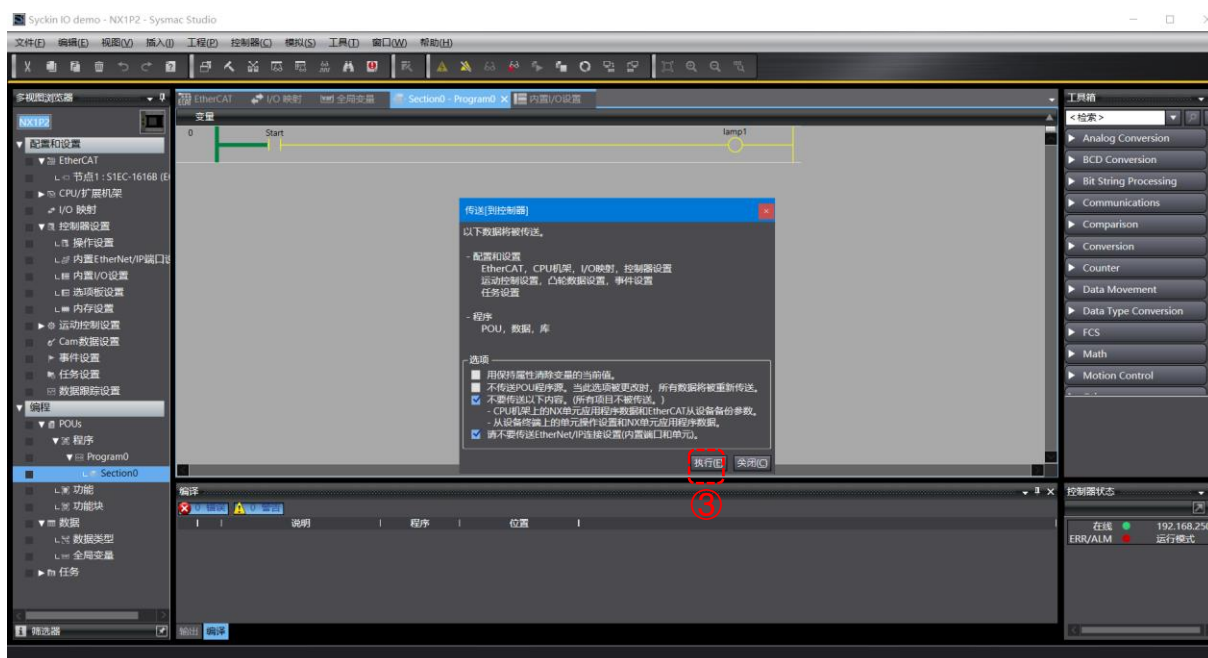 Syckin IO demo - NX1P2 - Sysmac Studio
文件(F) 编辑(E) 视图(V) 插入(I) 工程(P) 控制器(C) 模拟(S) 工具(T) 窗口(W) 帮助(H)
多视图浏览器
NX1P2
配置和设置
EtherCAT
节点1 : S1EC-1616B (E
CPU/扩展机架
I/O 映射
控制器设置
操作设置
内置EtherNet/IP端口设
内置I/O设置
选项板设置
内存设置
运动控制设置
Cam数据设置
事件设置
任务设置
数据跟踪设置
编程
POUs
程序
Program0
Section0
功能
功能块
数据
数据类型
全局变量
任务
筛选器
EtherCAT I/O 映射 全局变量 Section0 - Program0 内置I/O设置
变量
0 Start lamp1
传送[到控制器]
以下数据将被传送。
- 配置和设置
EtherCAT，CPU机架，I/O映射，控制器设置
运动控制设置，凸轮数据设置，事件设置
任务设置
- 程序
POU，数据，库
选项
用保持属性清除变量的当前值。
不传送POU程序源。当此选项被更改时，所有数据将被重新传送。
不要传送以下内容。(所有项目不被传送。)
- CPU机架上的NX单元应用程序数据和EtherCAT从设备备份参数。
- 从设备终端上的单元操作设置和NX单元应用程序数据。
请不要传送EtherNet/IP连接设置(内置端口和单元)。
执行(E) 关闭(C)
③
编译
0 错误 0 警告
说明 程序 位置
输出 编译
工具箱
<检索>
Analog Conversion
BCD Conversion
Bit String Processing
Communications
Comparison
Conversion
Counter
Data Movement
Data Type Conversion
FCS
Math
Motion Control
控制器状态
在线 192.168.250
ERR/ALM 运行模式